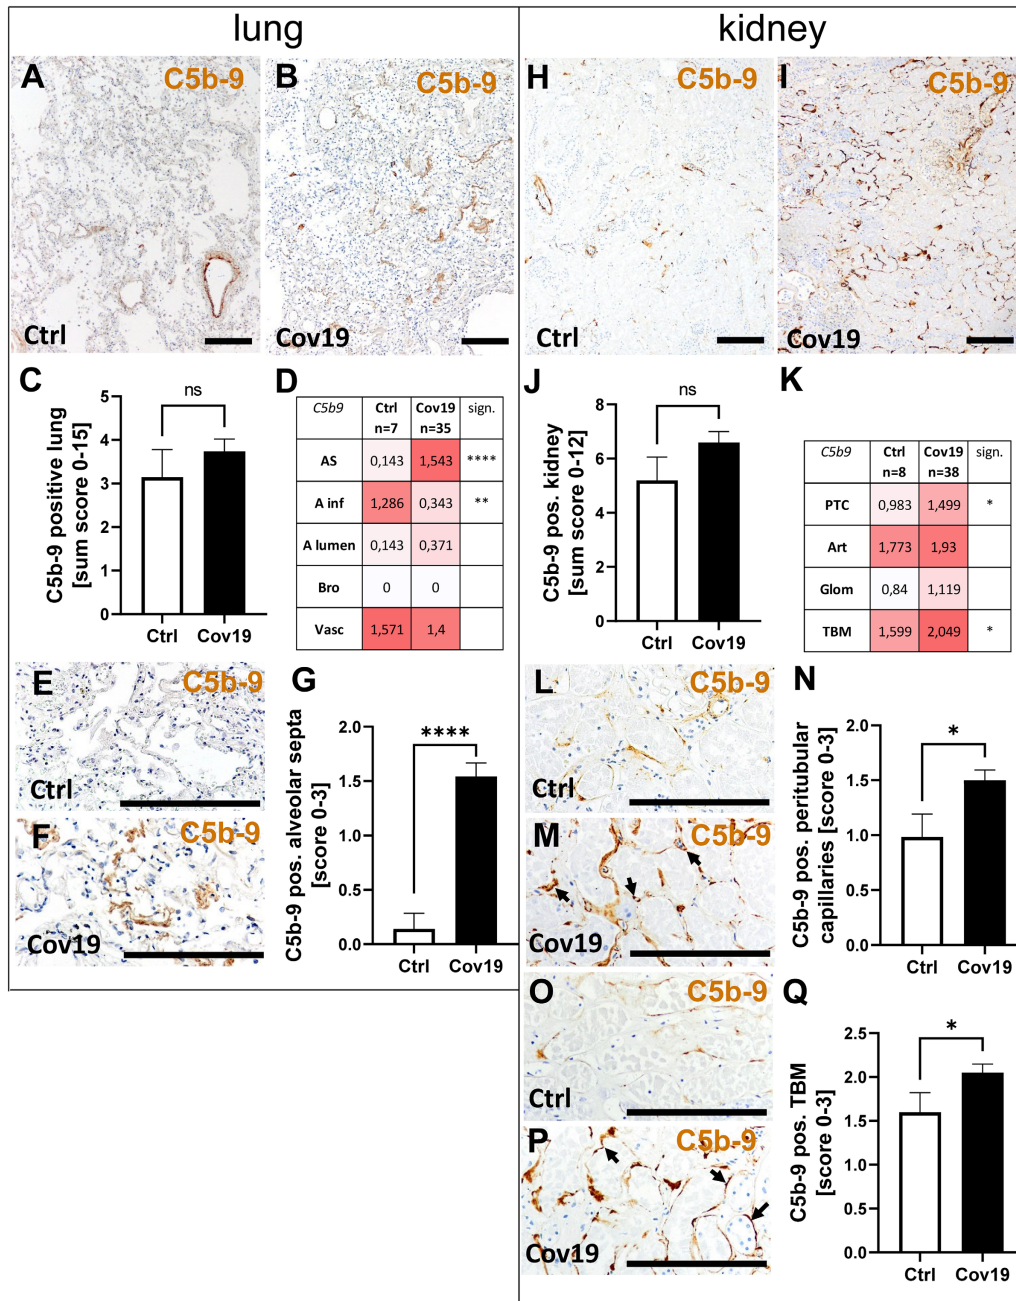 lung
kidney
A
C5b-9
Ctrl
B
C5b-9
Cov19
H
C5b-9
Ctrl
I
C5b-9
Cov19
C
C5b-9 positive lung
[sum score 0-15]
ns
5
4
3
2
1
0
Ctrl
Cov19
D
C5b9 Ctrl n=7 Cov19 n=35 sign.
AS 0,143 1,543 ****
A inf 1,286 0,343 **
A lumen 0,143 0,371
Bro 0 0
Vasc 1,571 1,4
J
C5b-9 pos. kidney
[sum score 0-12]
ns
8
6
4
2
0
Ctrl
Cov19
K
C5b9 Ctrl n=8 Cov19 n=38 sign.
PTC 0,983 1,499 *
Art 1,773 1,93
Glom 0,84 1,119
TBM 1,599 2,049 *
E
C5b-9
Ctrl
F
C5b-9
Cov19
G
C5b-9 pos. alveolar septa
[score 0-3]
****
2.0
1.5
1.0
0.5
0.0
Ctrl
Cov19
L
C5b-9
Ctrl
M
C5b-9
Cov19
N
C5b-9 pos. peritubular
capillaries [score 0-3]
*
2.0
1.5
1.0
0.5
0.0
Ctrl
Cov19
O
C5b-9
Ctrl
P
C5b-9
Cov19
Q
C5b-9 pos. TBM
[score 0-3]
*
2.5
2.0
1.5
1.0
0.5
0.0
Ctrl
Cov19